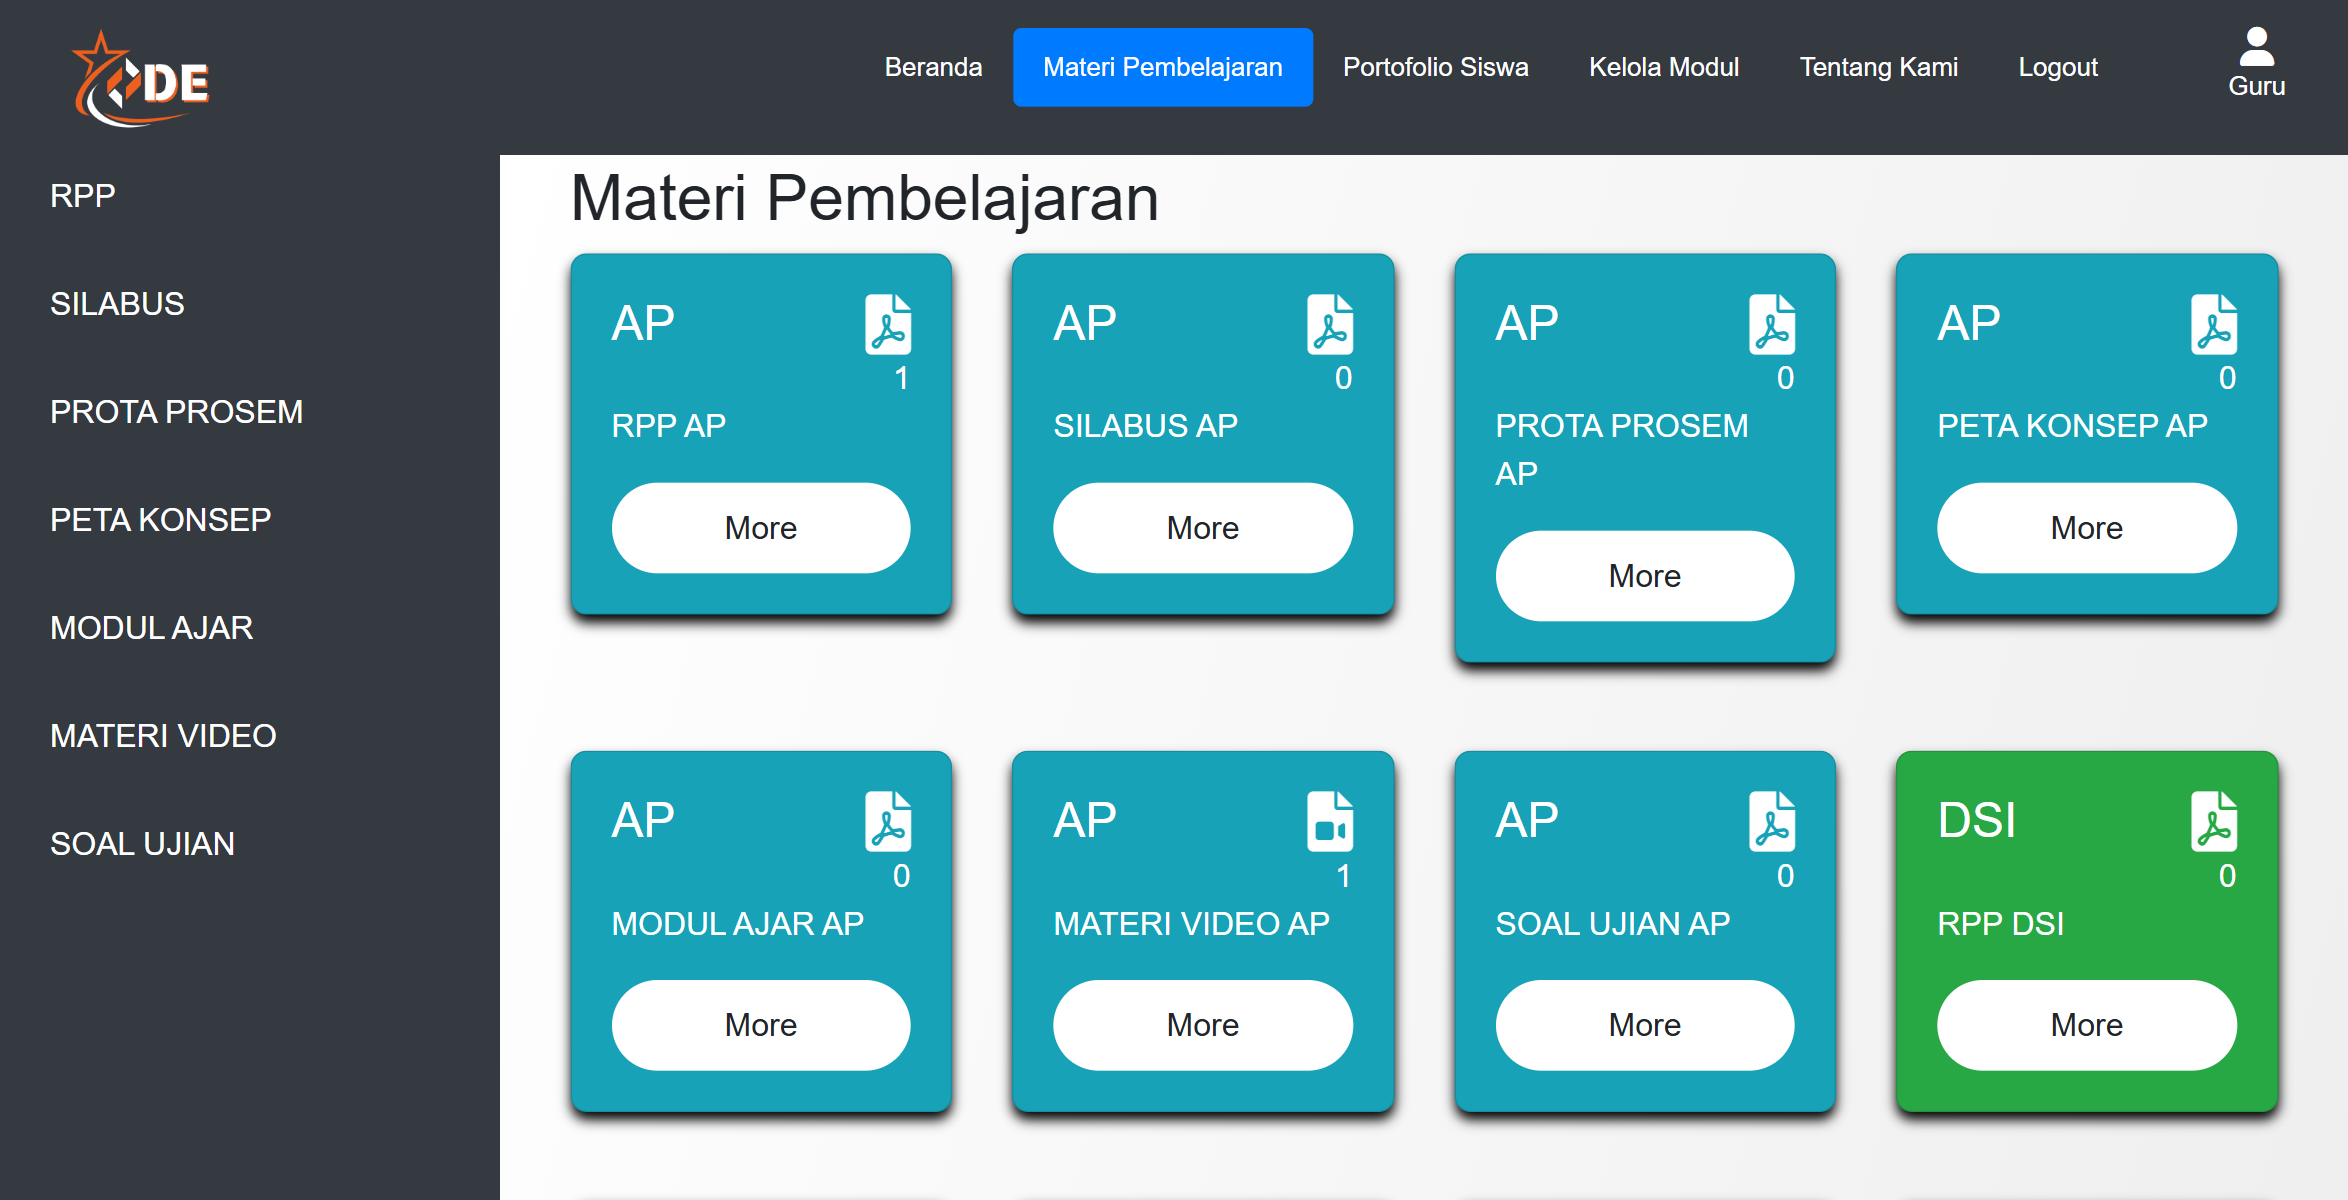 DE
Beranda
Materi Pembelajaran
Portofolio Siswa
Kelola Modul
Tentang Kami
Logout
Guru
RPP
SILABUS
PROTA PROSEM
PETA KONSEP
MODUL AJAR
MATERI VIDEO
SOAL UJIAN
Materi Pembelajaran
AP
1
RPP AP
More
AP
0
SILABUS AP
More
AP
0
PROTA PROSEM
AP
More
AP
0
PETA KONSEP AP
More
AP
0
MODUL AJAR AP
More
AP
1
MATERI VIDEO AP
More
AP
0
SOAL UJIAN AP
More
DSI
0
RPP DSI
More